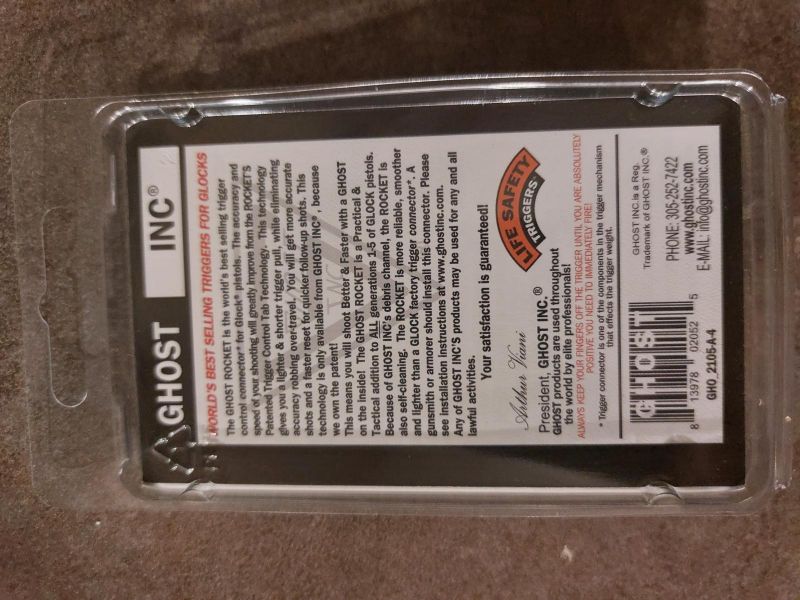 GHOST INC®
WORLD'S BEST SELLING TRIGGERS FOR GLOCKS
The GHOST ROCKET is the world's best selling trigger
control connector* for Glock® pistols. The accuracy and
speed of your shooting will greatly improve from the ROCKETS
Patented Trigger Control Tab Technology. This technology
gives you a lighter & shorter trigger pull, while eliminating
accuracy robbing over-travel. You will get more accurate
shots and a faster reset for quicker follow-up shots. This
technology is only available from GHOST INC®, because
we own the patent!
This means you will shoot Better & Faster with a GHOST
on the inside! The GHOST ROCKET is a Practical &
Tactical addition to ALL generations 1-5 of GLOCK pistols.
Because of GHOST INC's debris channel, the ROCKET is
also self-cleaning. The ROCKET is more reliable, smoother
and lighter than a GLOCK factory trigger connector*. A
gunsmith or armorer should install this connector. Please
see installation instructions at www.ghostinc.com.
Any of GHOST INC'S products may be used for any and all
lawful activities.
Your satisfaction is guaranteed!
LIFE SAFETY
TRIGGERS
Arthur Viani
President, GHOST INC.®
GHOST products are used throughout
the world by elite professionals!
ALWAYS KEEP YOUR FINGERS OFF THE TRIGGER UNTIL YOU ARE ABSOLUTELY
POSITIVE YOU NEED TO IMMEDIATELY FIRE!
* Trigger connector is one of the components in the trigger mechanism
that effects the trigger weight.
GHOST
8 13978 02052 5
GHO_2105-A-4
GHOST INC.is a Reg.
Trademark of GHOST INC.®
PHONE: 305-252-7422
www.ghostinc.com
E-MAIL: info@ghostinc.com